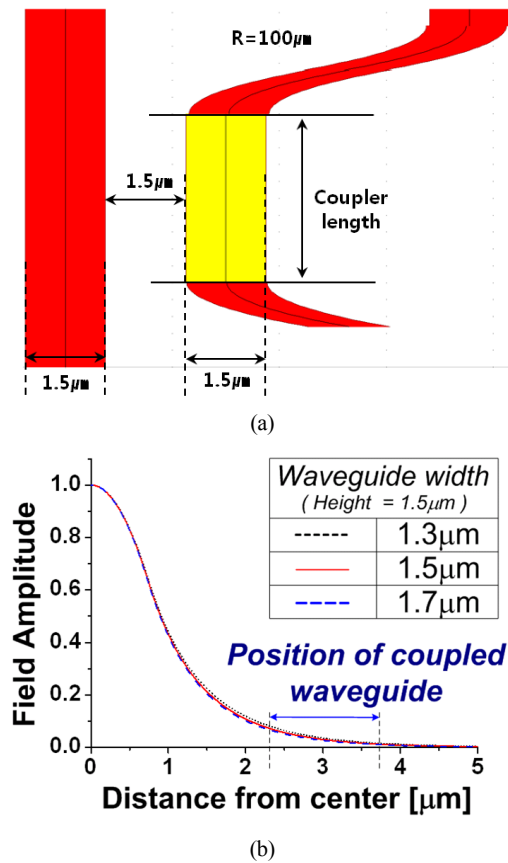 (a)
R=100μm
1.5μm
Coupler
length
1.5μm
1.5μm
(a)
Waveguide width
( Height = 1.5μm )
1.3μm
1.5μm
1.7μm
Position of coupled
waveguide
Field Amplitude
1.0
0.8
0.6
0.4
0.2
0.0
0
1
2
3
4
5
Distance from center [μm]
(b)